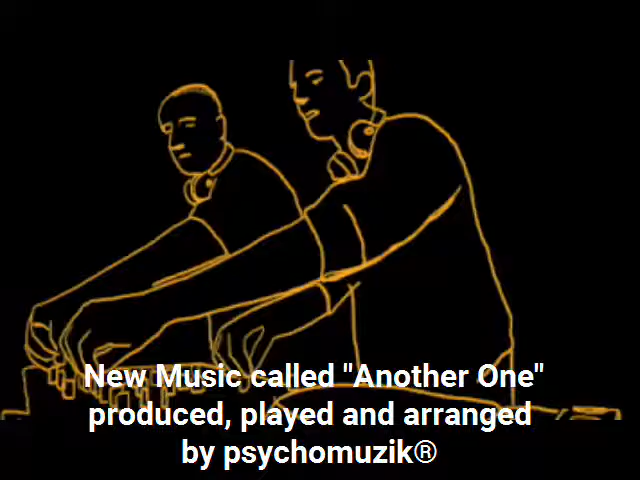 New Music called "Another One"
produced, played and arranged
by psychomuzik®